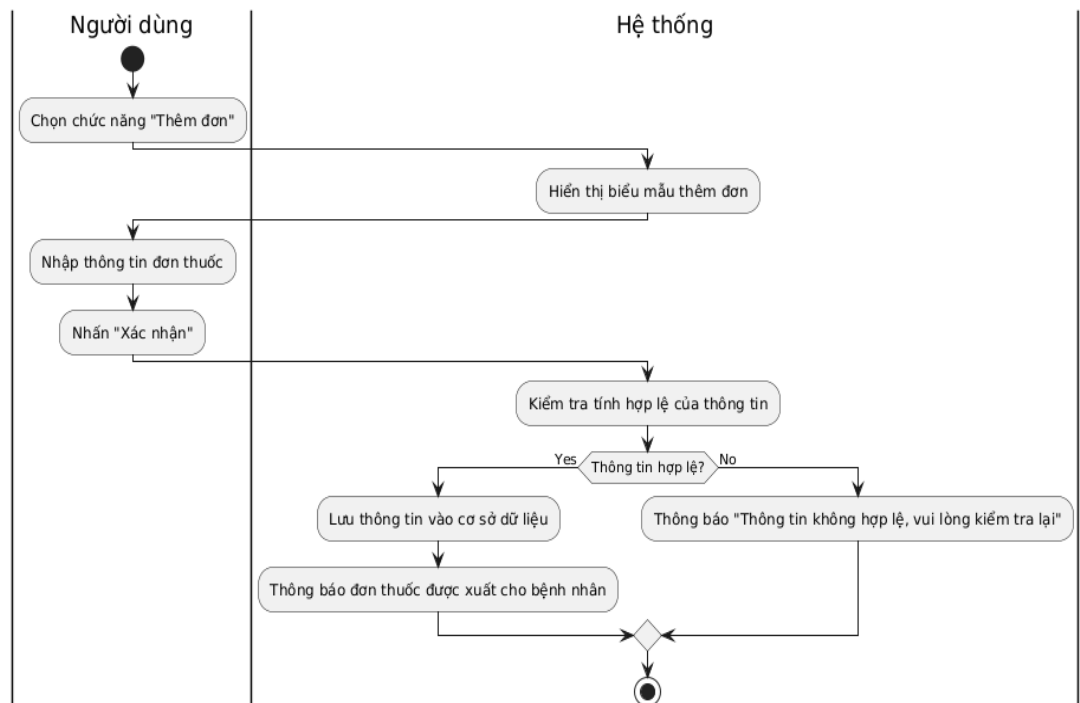 Người dùng
Hệ thống
Chọn chức năng "Thêm đơn"
Hiển thị biểu mẫu thêm đơn
Nhập thông tin đơn thuốc
Nhấn "Xác nhận"
Kiểm tra tính hợp lệ của thông tin
Yes
Thông tin hợp lệ?
No
Lưu thông tin vào cơ sở dữ liệu
Thông báo "Thông tin không hợp lệ, vui lòng kiểm tra lại"
Thông báo đơn thuốc được xuất cho bệnh nhân